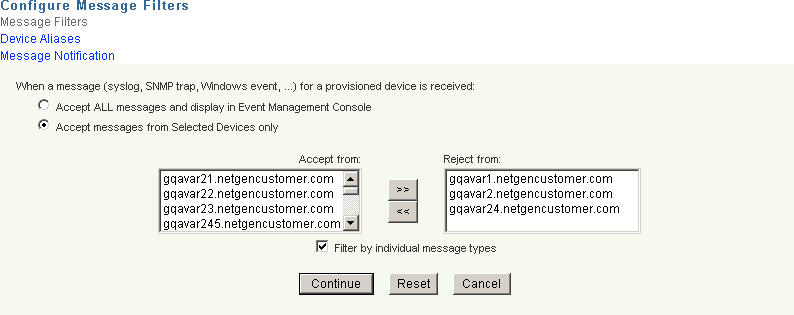 Configure Message Filters
Message Filters
Device Aliases
Message Notification
When a message (syslog, SNMP trap, Windows event, ...) for a provisioned device is received:
Accept ALL messages and display in Event Management Console
Accept messages from Selected Devices only
Accept from: Reject from:
gqavar21.netgencustomer.com gqavar1.netgencustomer.com
gqavar22.netgencustomer.com >> gqavar2.netgencustomer.com
gqavar23.netgencustomer.com << gqavar24.netgencustomer.com
gqavar245.netgencustomer.com
Filter by individual message types
Continue Reset Cancel